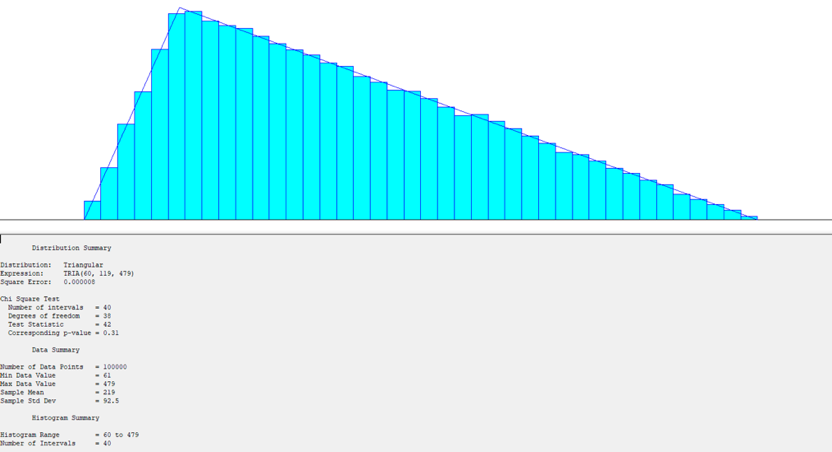 Distribution Summary
Distribution: Triangular
Expression: TRIA(60, 119, 479)
Square Error: 0.000008
Chi Square Test
Number of intervals = 40
Degrees of freedom = 38
Test Statistic = 42
Corresponding p-value = 0.31
Data Summary
Number of Data Points = 100000
Min Data Value = 61
Max Data Value = 479
Sample Mean = 219
Sample Std Dev = 92.5
Histogram Summary
Histogram Range = 60 to 479
Number of Intervals = 40